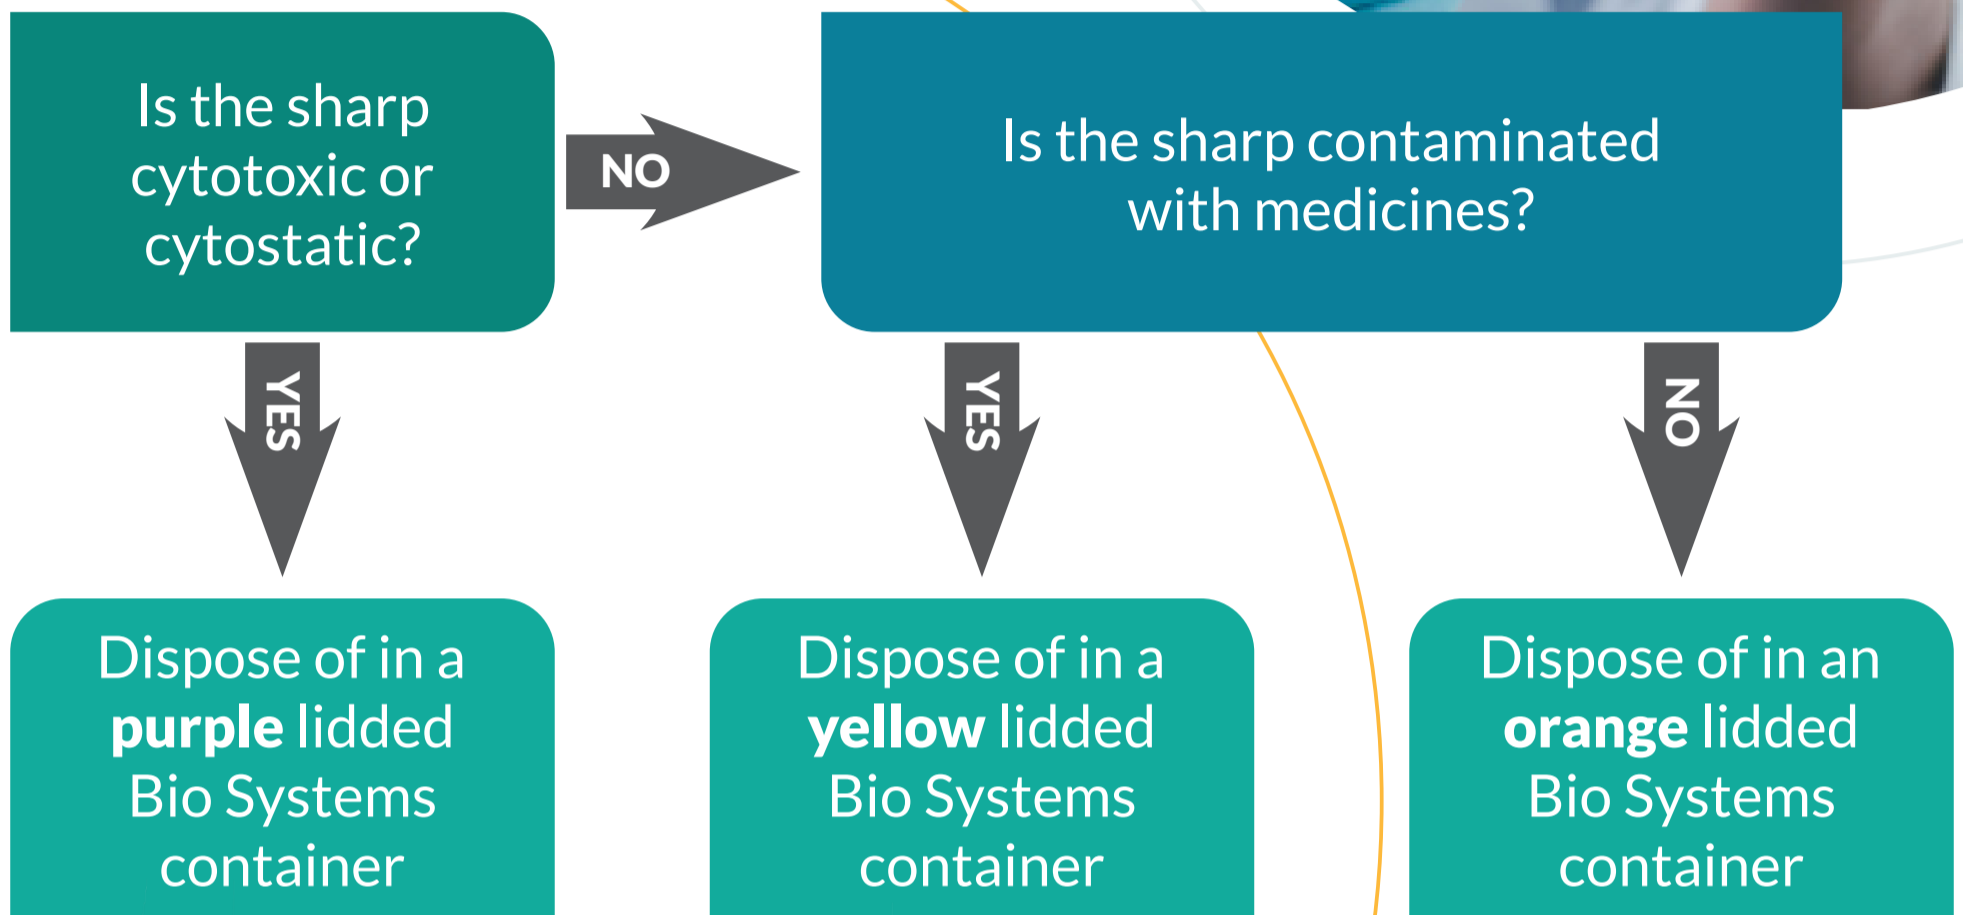 Is the sharp
cytotoxic or
cytostatic?
NO
Is the sharp contaminated
with medicines?
YES
YES
NO
Dispose of in a
purple lidded
Bio Systems
container
Dispose of in a
yellow lidded
Bio Systems
container
Dispose of in an
orange lidded
Bio Systems
container